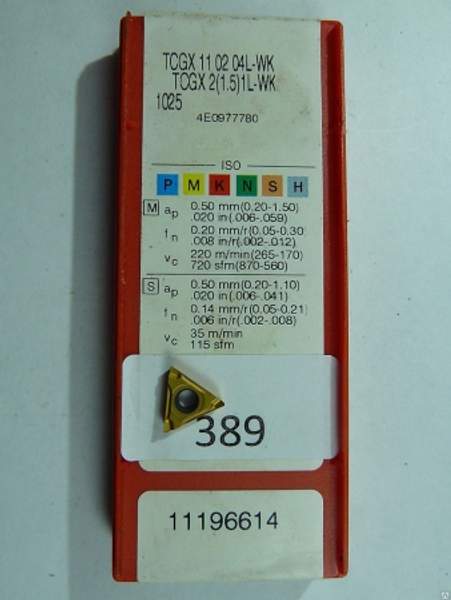 TCGX 11 02 04L-WK
TCGX 2(1.5)1L-WK
1025
4E0977780
ISO
P M K N S H
M ap 0.50 mm(0.20-1.50)
.020 in(.006-.059)
fn 0.20 mm/r(0.05-0.30
.008 in/r(.002-.012)
vc 220 m/min(265-170)
720 sfm(870-560)
S ap 0.50 mm(0.20-1.10)
.020 in(.006-.041)
fn 0.14 mm/r(0.05-0.21)
.006 in/r(.002-.008)
vc 35 m/min
115 sfm
389
11196614